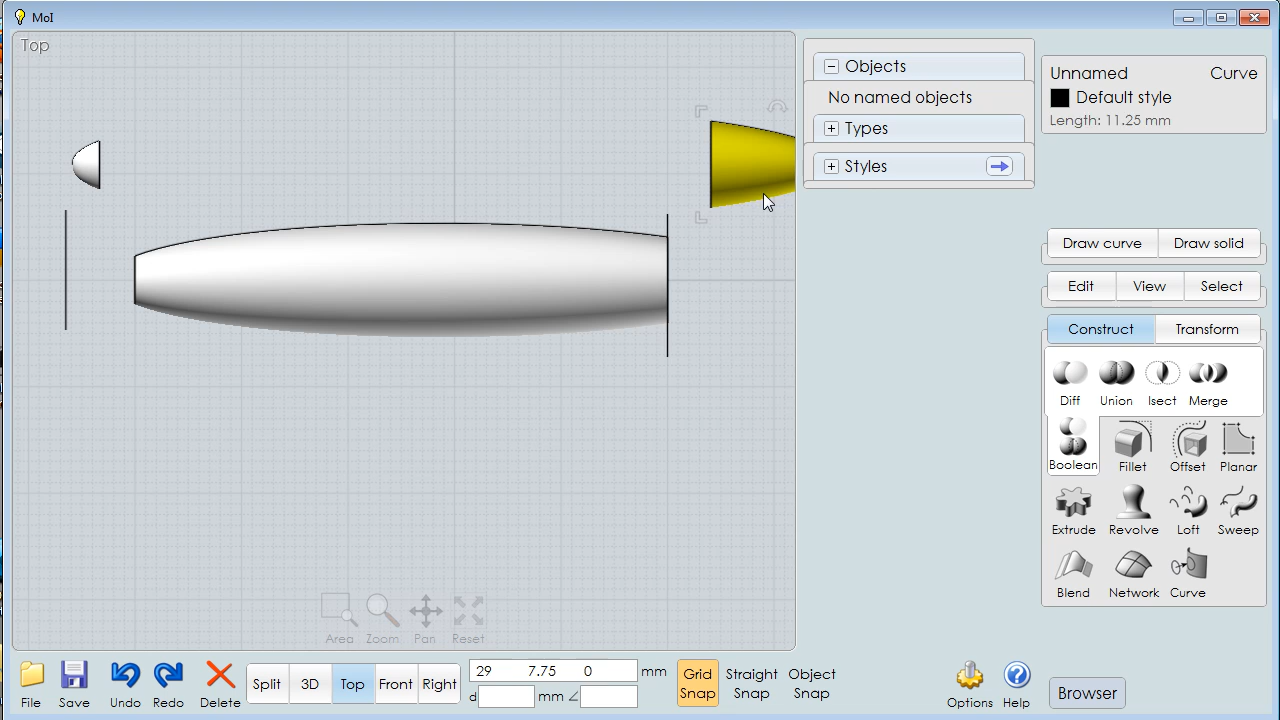 MoI
Top
Objects
No named objects
Types
Styles
Unnamed Curve
Default style
Length: 11.25 mm
Draw curve Draw solid
Edit View Select
Construct Transform
Diff Union Isect Merge
Boolean Fillet Offset Planar
Extrude Revolve Loft Sweep
Blend Network Curve
Area Zoom Pan Reset
File Save Undo Redo Delete
Split 3D Top Front Right
29 7.75 0 mm
d mm ∠
Grid Snap
Straight Snap
Object Snap
Options Help
Browser